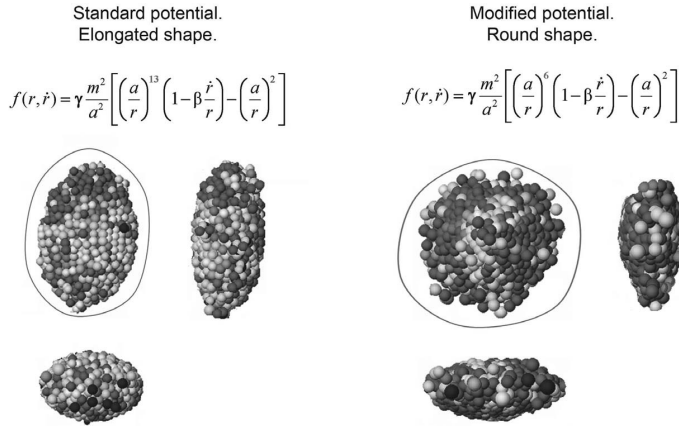 Standard potential.
Elongated shape.
f(r,ṙ) = γ m²/a² [(a/r)¹³ (1−β ṙ/r) − (a/r)²]
Modified potential.
Round shape.
f(r,ṙ) = γ m²/a² [(a/r)⁶ (1−β ṙ/r) − (a/r)²]